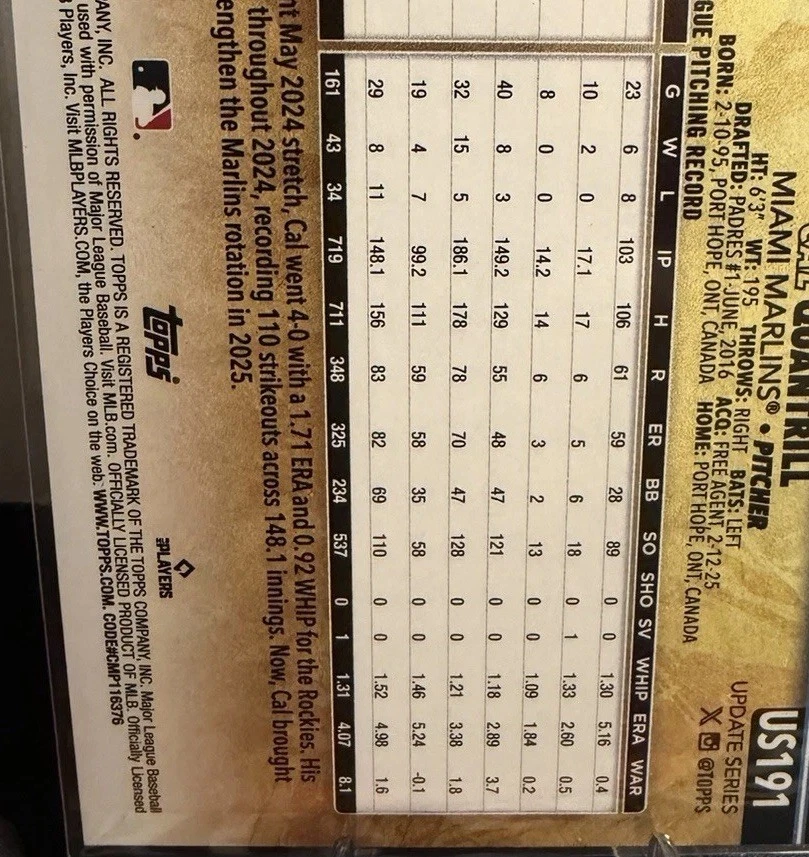 QUANTRILL
US191
MIAMI MARLINS® • PITCHER
UPDATE SERIES
HT: 6'3" WT: 195 THROWS: RIGHT BATS: LEFT
X @TOPPS
DRAFTED: PADRES #1-JUNE, 2016 ACQ: FREE AGENT, 2-12-25
BORN: 2-10-95, PORT HOPE, ONT, CANADA HOME: PORT HOPE, ONT, CANADA
GUE PITCHING RECORD
G W L IP H R ER BB SO SHO SV WHIP ERA WAR
23 6 8 103 106 61 59 28 89 0 0 1.30 5.16 0.4
10 2 0 17.1 17 6 5 6 18 0 1 1.33 2.60 0.5
8 0 0 14.2 14 6 3 2 13 0 0 1.09 1.84 0.2
40 8 3 149.2 129 55 48 47 121 0 0 1.18 2.89 3.7
32 15 5 186.1 178 78 70 47 128 0 0 1.21 3.38 1.8
19 4 7 99.2 111 59 58 35 58 0 0 1.46 5.24 -0.1
29 8 11 148.1 156 83 82 69 110 0 0 1.52 4.98 1.6
161 43 34 719 711 348 325 234 537 0 1 1.31 4.07 8.1
nt May 2024 stretch, Cal went 4-0 with a 1.71 ERA and 0.92 WHIP for the Rockies. His
throughout 2024, recording 110 strikeouts across 148.1 innings. Now, Cal brought
engthen the Marlins rotation in 2025.
topps
PLAYERS
ANY, INC. ALL RIGHTS RESERVED. TOPPS IS A REGISTERED TRADEMARK OF THE TOPPS COMPANY, INC. Major League Baseball
used with permission of Major League Baseball. Visit MLB.com. OFFICIALLY LICENSED PRODUCT OF MLB. Officially Licensed
Players, Inc. Visit MLBPLAYERS.COM, the Players Choice on the web. WWW.TOPPS.COM. CODE#CMP116376